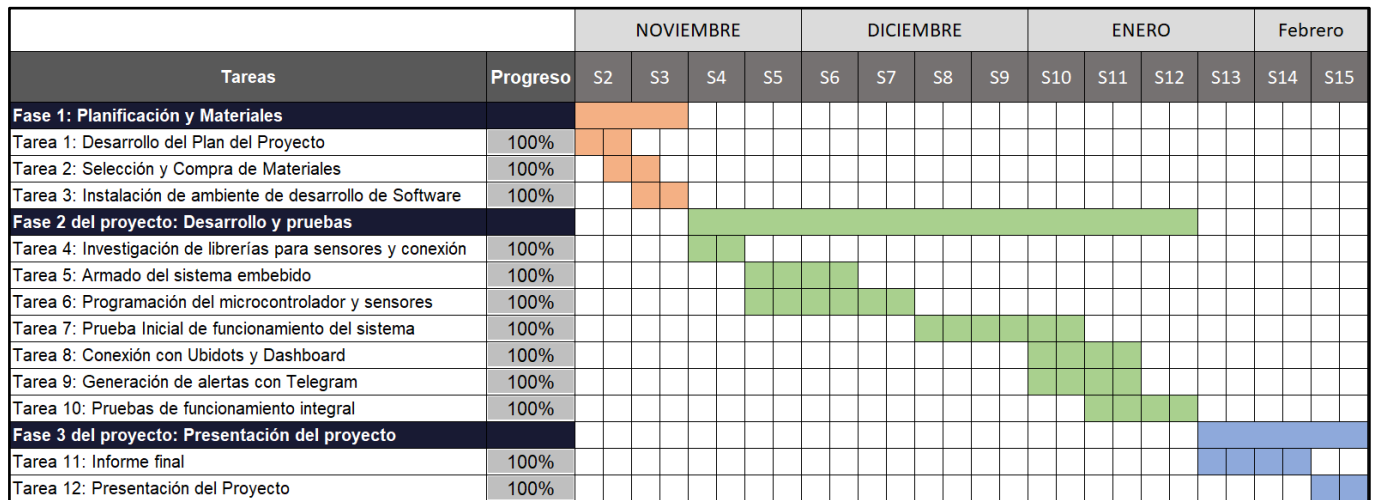 NOVIEMBRE DICIEMBRE ENERO Febrero
Tareas Progreso S2 S3 S4 S5 S6 S7 S8 S9 S10 S11 S12 S13 S14 S15
Fase 1: Planificación y Materiales
Tarea 1: Desarrollo del Plan del Proyecto 100%
Tarea 2: Selección y Compra de Materiales 100%
Tarea 3: Instalación de ambiente de desarrollo de Software 100%
Fase 2 del proyecto: Desarrollo y pruebas
Tarea 4: Investigación de librerías para sensores y conexión 100%
Tarea 5: Armado del sistema embebido 100%
Tarea 6: Programación del microcontrolador y sensores 100%
Tarea 7: Prueba Inicial de funcionamiento del sistema 100%
Tarea 8: Conexión con Ubidots y Dashboard 100%
Tarea 9: Generación de alertas con Telegram 100%
Tarea 10: Pruebas de funcionamiento integral 100%
Fase 3 del proyecto: Presentación del proyecto
Tarea 11: Informe final 100%
Tarea 12: Presentación del Proyecto 100%